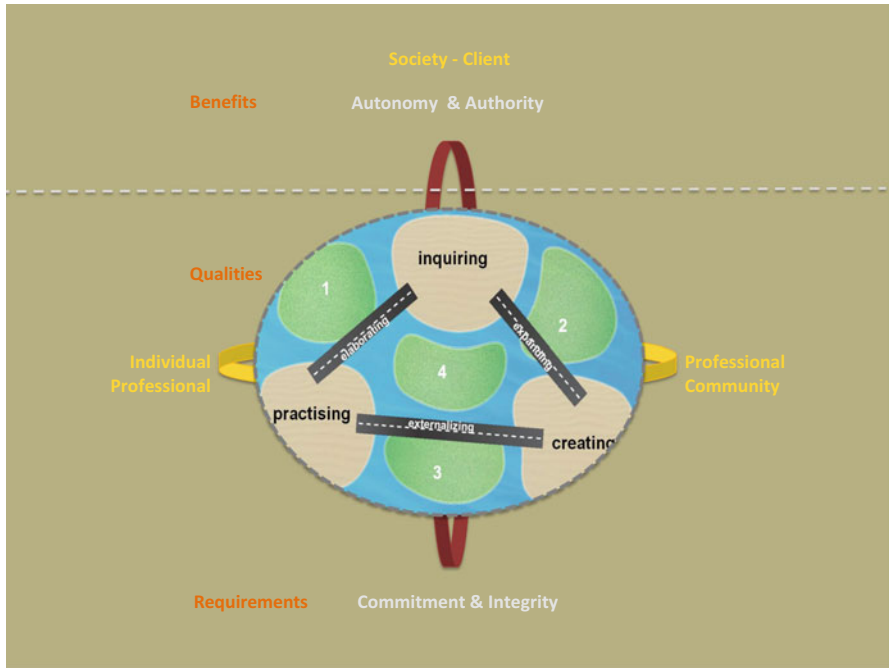 Society - Client
Benefits
Autonomy & Authority
Qualities
inquiring
1
2
elaborating
expanding
Individual
Professional
Professional
Community
4
practising
externalizing
creating
3
Requirements
Commitment & Integrity